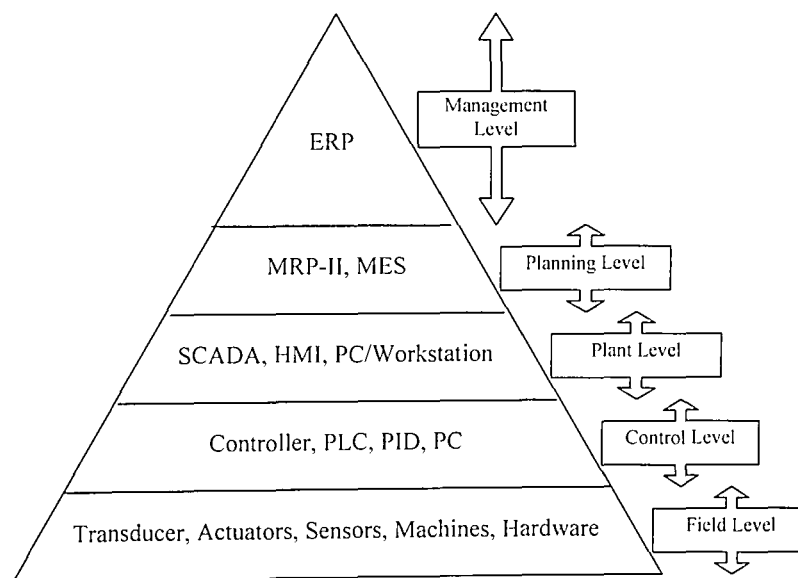 Management
Level
ERP
MRP-II, MES
Planning Level
SCADA, HMI, PC/Workstation
Plant Level
Controller, PLC, PID, PC
Control Level
Transducer, Actuators, Sensors, Machines, Hardware
Field Level